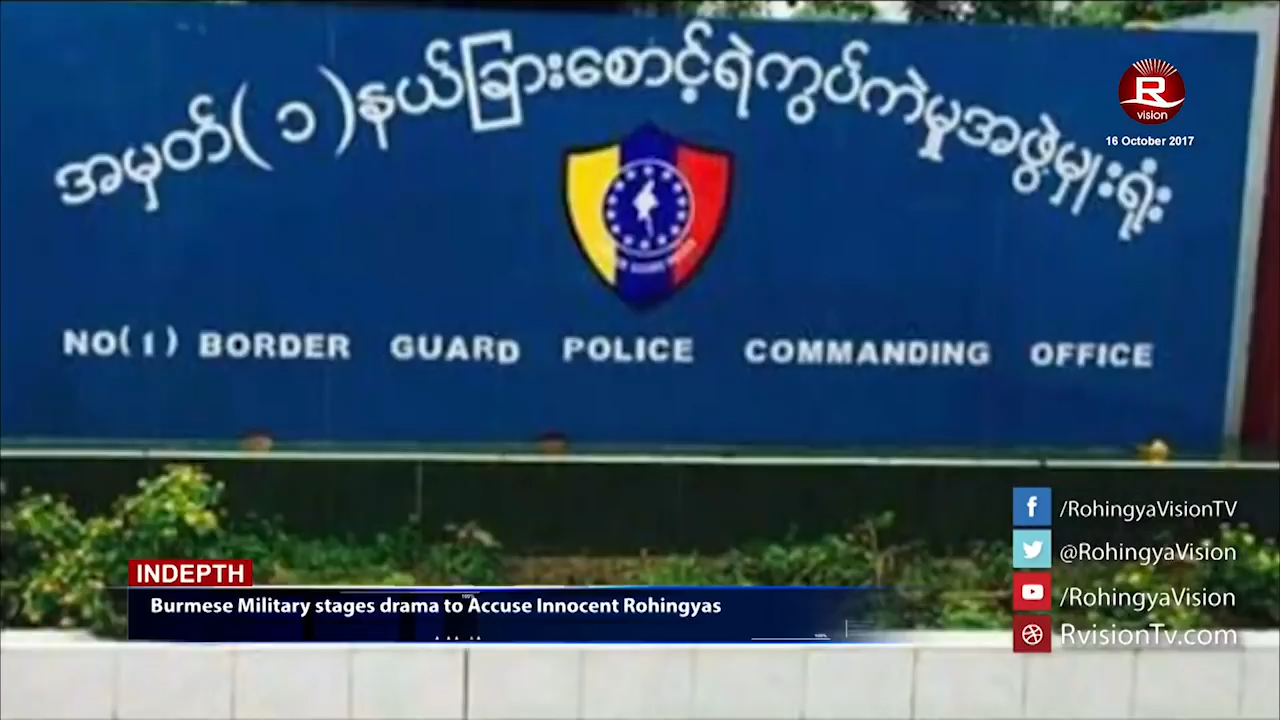 အမှတ်(၁)နယ်ခြားစောင့်ရဲကွပ်ကဲမှုအဖွဲ့မှူးရုံး
R
vision
16 October 2017
NO(1) BORDER GUARD POLICE COMMANDING OFFICE
/RohingyaVisionTV
@RohingyaVision
/RohingyaVision
RvisionTv.com
INDEPTH
Burmese Military stages drama to Accuse Innocent Rohingyas